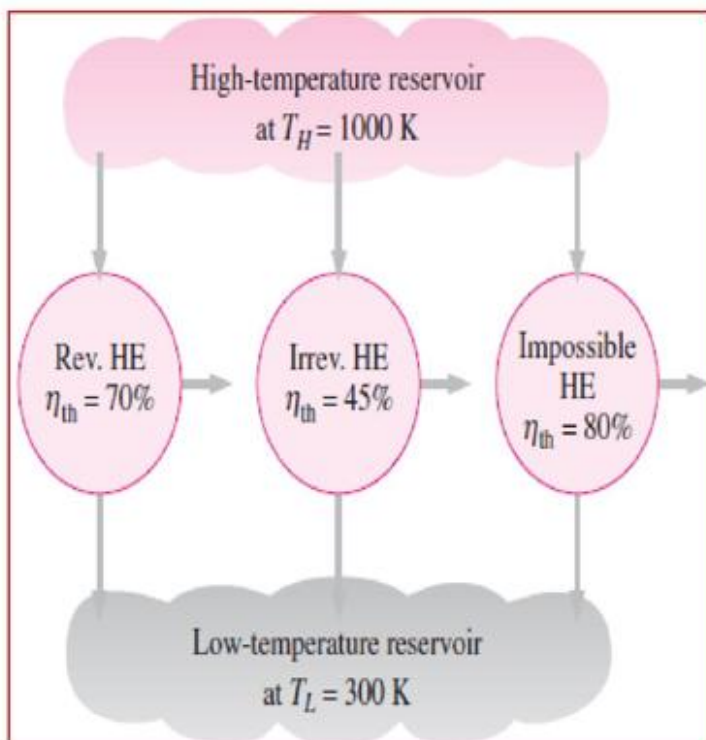 High-temperature reservoir
at T_H = 1000 K
Rev. HE
η_th = 70%
Irrev. HE
η_th = 45%
Impossible
HE
η_th = 80%
Low-temperature reservoir
at T_L = 300 K